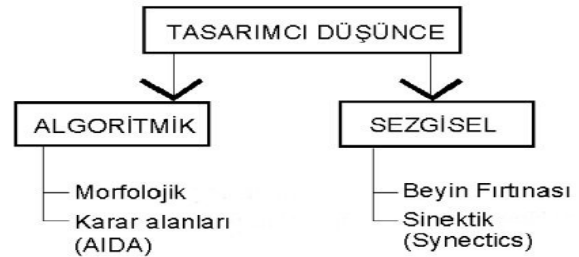 TASARIMCI DÜŞÜNCE
ALGORİTMİK
Morfolojik
Karar alanları
(AIDA)
SEZGİSEL
Beyin Fırtınası
Sinektik
(Synectics)